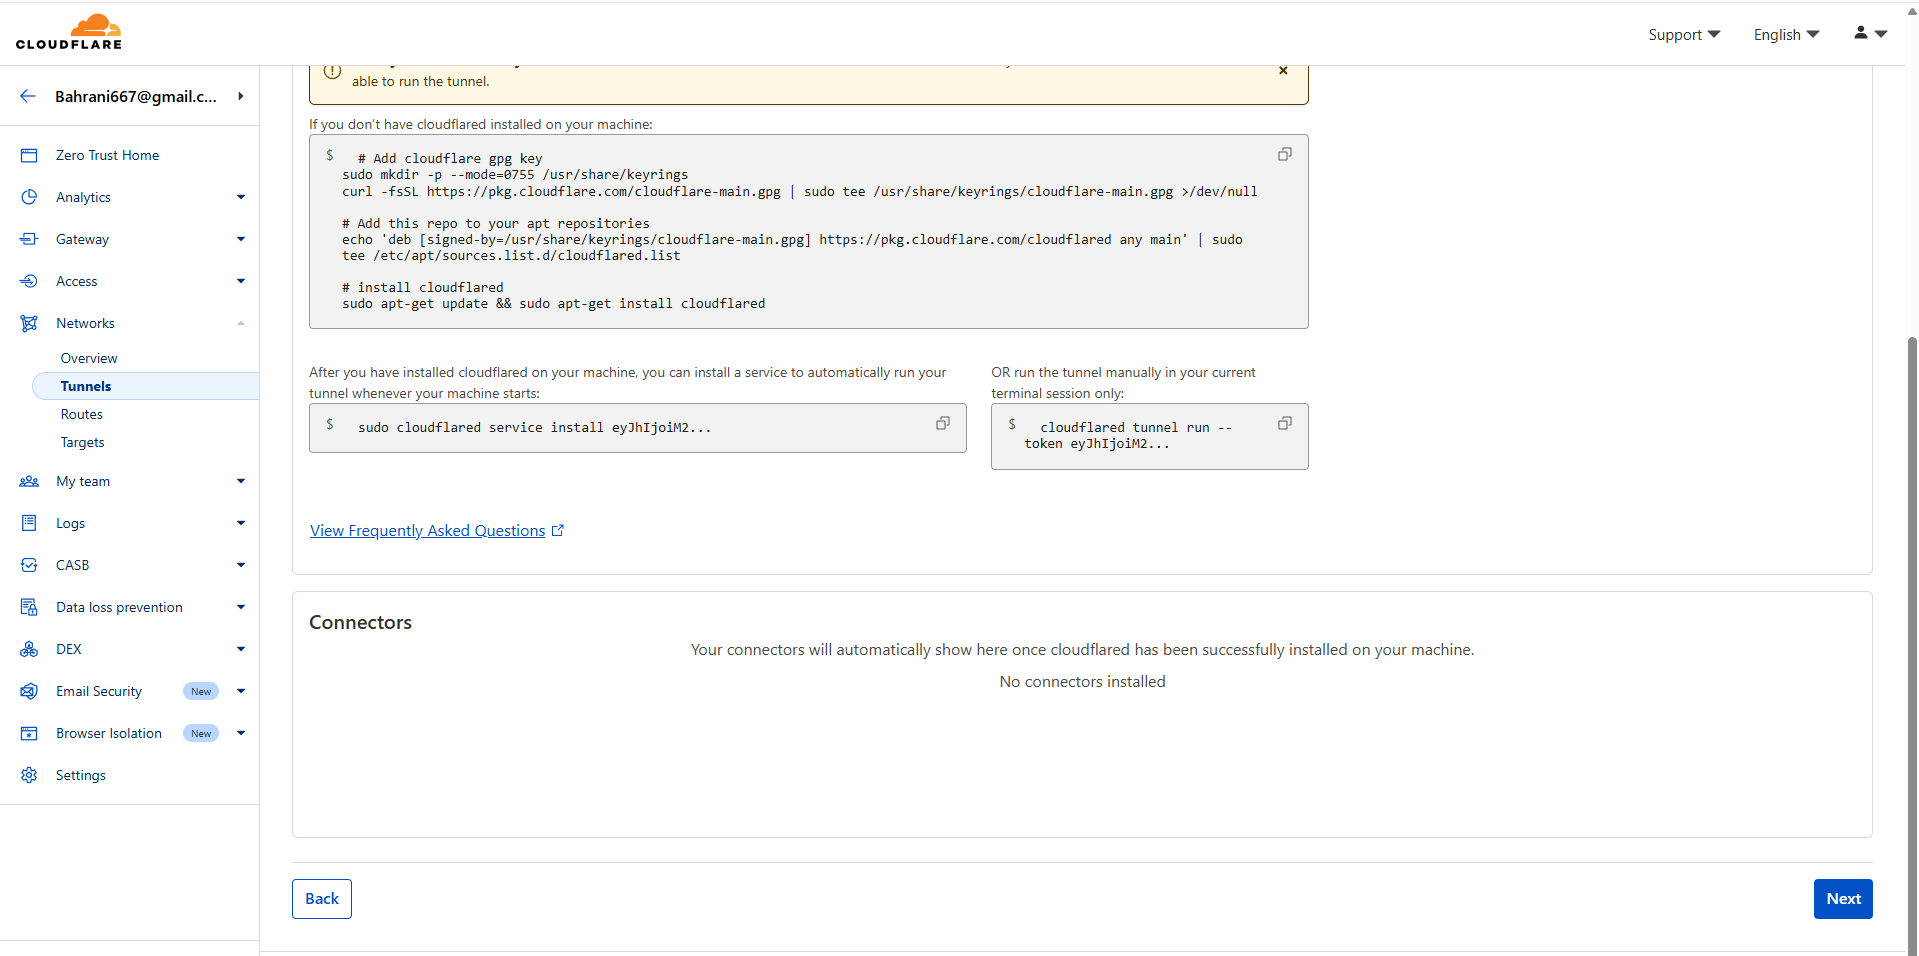 CLOUDFLARE
Support
English
Bahrani667@gmail.c...
Zero Trust Home
Analytics
Gateway
Access
Networks
Overview
Tunnels
Routes
Targets
My team
Logs
CASB
Data loss prevention
DEX
Email Security New
Browser Isolation New
Settings
able to run the tunnel.
If you don't have cloudflared installed on your machine:
$ # Add cloudflare gpg key
sudo mkdir -p --mode=0755 /usr/share/keyrings
curl -fsSL https://pkg.cloudflare.com/cloudflare-main.gpg | sudo tee /usr/share/keyrings/cloudflare-main.gpg >/dev/null
# Add this repo to your apt repositories
echo 'deb [signed-by=/usr/share/keyrings/cloudflare-main.gpg] https://pkg.cloudflare.com/cloudflared any main' | sudo
tee /etc/apt/sources.list.d/cloudflared.list
# install cloudflared
sudo apt-get update && sudo apt-get install cloudflared
After you have installed cloudflared on your machine, you can install a service to automatically run your
tunnel whenever your machine starts:
$ sudo cloudflared service install eyJhIjoiM2...
OR run the tunnel manually in your current
terminal session only:
$ cloudflared tunnel run --
token eyJhIjoiM2...
View Frequently Asked Questions
Connectors
Your connectors will automatically show here once cloudflared has been successfully installed on your machine.
No connectors installed
Back
Next